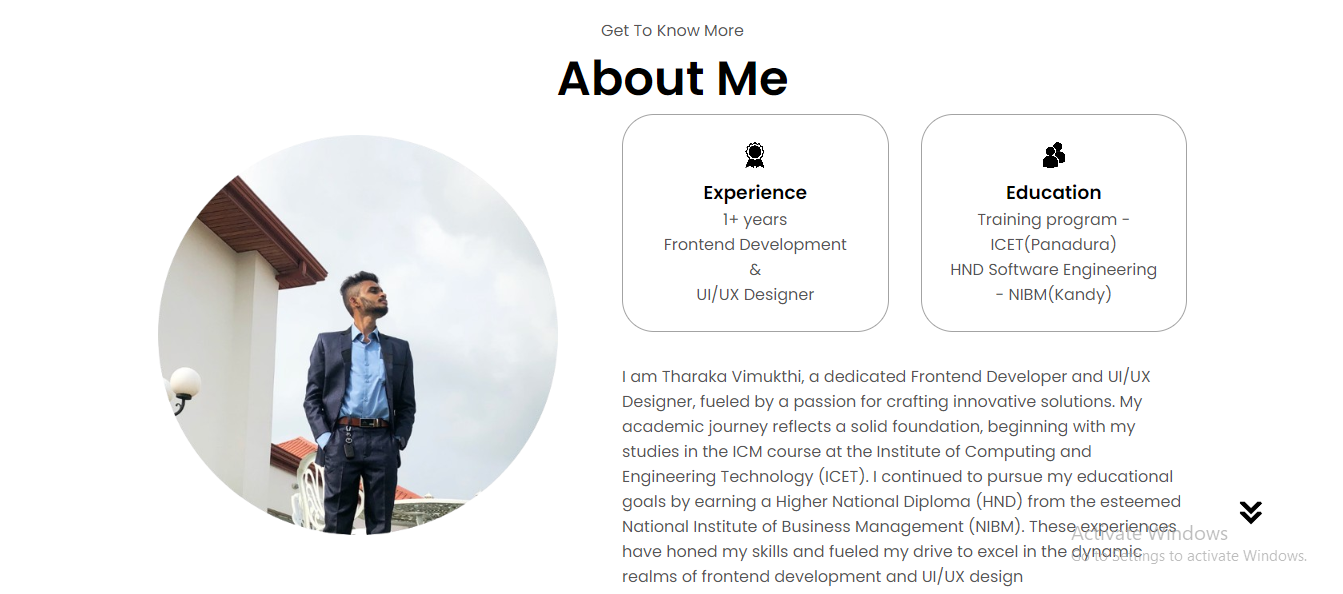 Get To Know More
About Me
Experience
1+ years
Frontend Development
&
UI/UX Designer
Education
Training program -
ICET(Panadura)
HND Software Engineering
- NIBM(Kandy)
I am Tharaka Vimukthi, a dedicated Frontend Developer and UI/UX
Designer, fueled by a passion for crafting innovative solutions. My
academic journey reflects a solid foundation, beginning with my
studies in the ICM course at the Institute of Computing and
Engineering Technology (ICET). I continued to pursue my educational
goals by earning a Higher National Diploma (HND) from the esteemed
National Institute of Business Management (NIBM). These experiences
have honed my skills and fueled my drive to excel in the dynamic
realms of frontend development and UI/UX design
Activate Windows
Go to Settings to activate Windows.